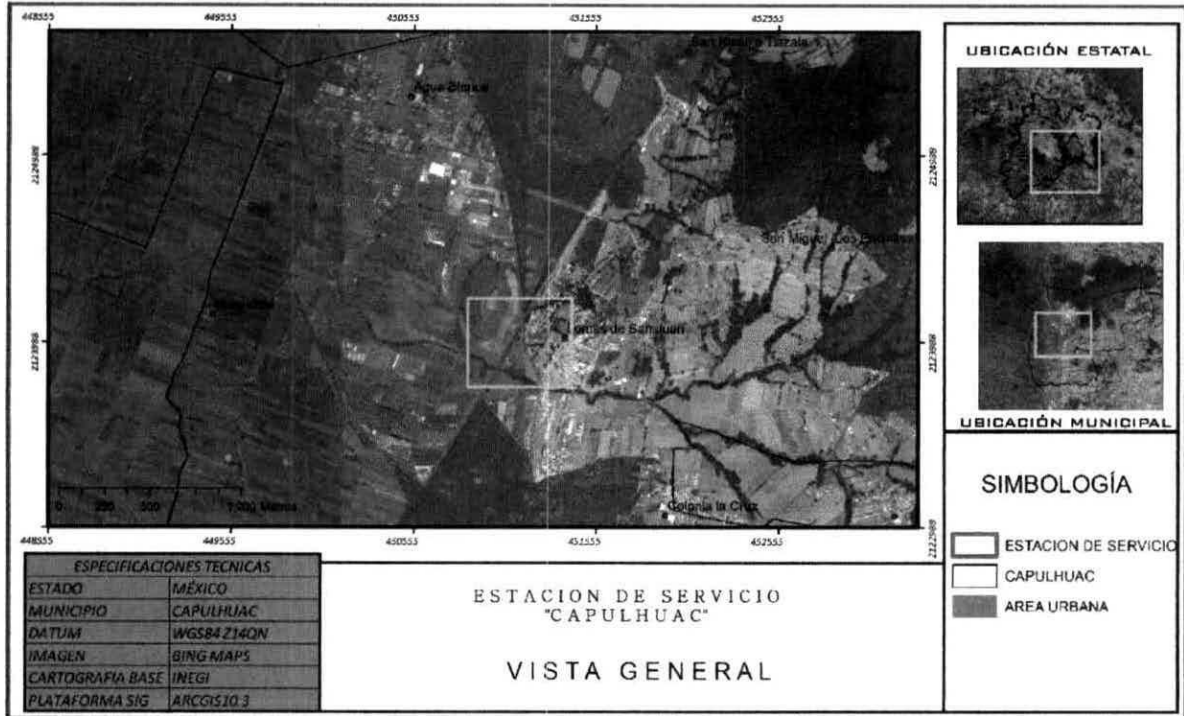 448555 449555 450555 451555 452555
UBICACIÓN ESTATAL
Agua Blanca
2124988 2124988
San Miguel
Lomas de San Juan
2123988 2123988
UBICACIÓN MUNICIPAL
0 250 500 1,000 Metros
Colonia la Cruz
2122988
448555 449555 450555 451555 452555
SIMBOLOGÍA
ESTACION DE SERVICIO
CAPULHUAC
AREA URBANA
ESPECIFICACIONES TECNICAS
ESTADO MÉXICO
MUNICIPIO CAPULHUAC
DATUM WGS84 Z14QN
IMAGEN BING MAPS
CARTOGRAFIA BASE INEGI
PLATAFORMA SIG ARCGIS10.3
ESTACION DE SERVICIO
"CAPULHUAC"
VISTA GENERAL